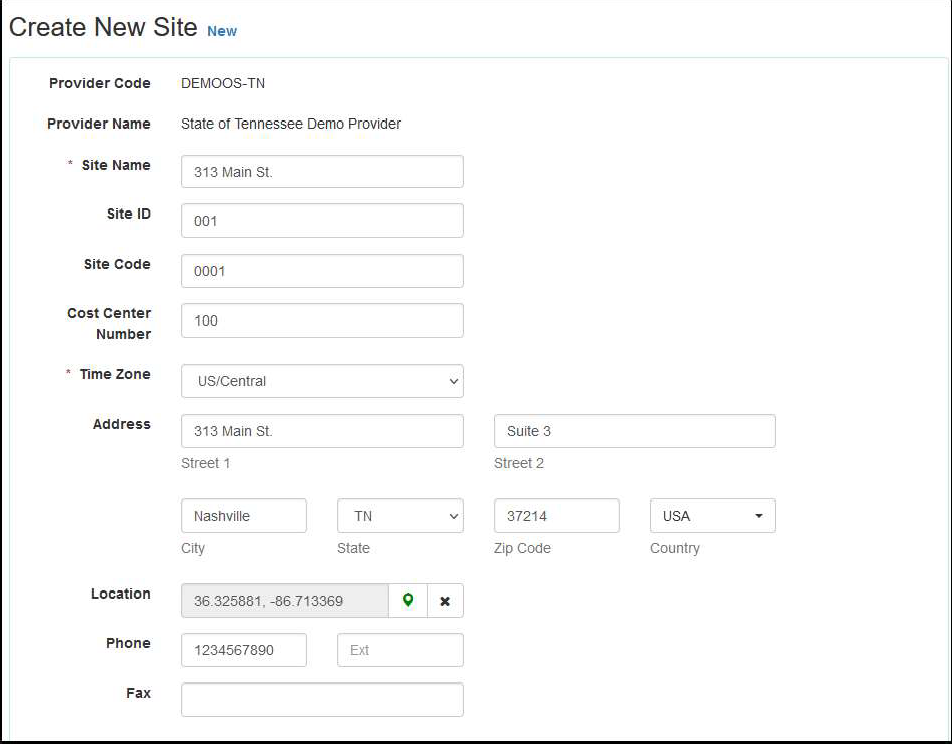 Create New Site New
Provider Code DEMOOS-TN
Provider Name State of Tennessee Demo Provider
* Site Name 313 Main St.
Site ID 001
Site Code 0001
Cost Center Number 100
* Time Zone US/Central
Address 313 Main St. Suite 3
Street 1 Street 2
Nashville TN 37214 USA
City State Zip Code Country
Location 36.325881, -86.713369
Phone 1234567890 Ext
Fax